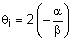 θᵢ = 2 (−α/β)